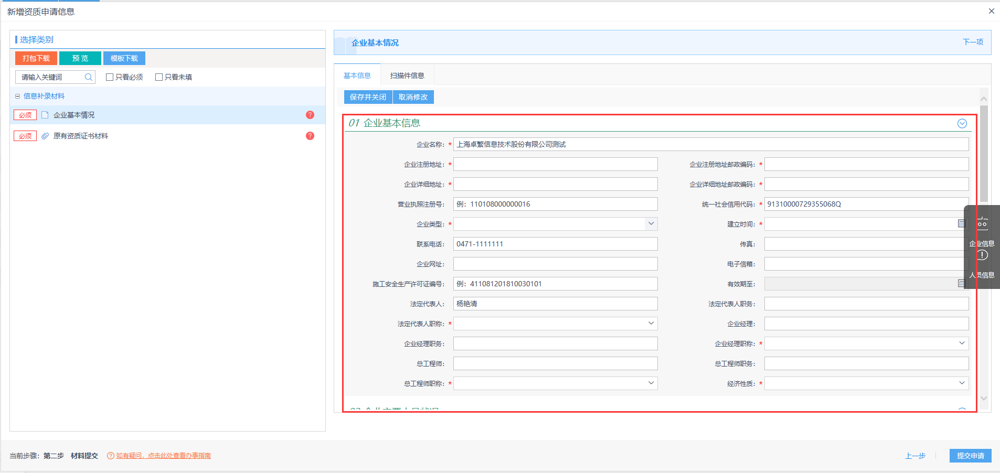 新增资质申请信息
选择类别
打包下载 预 览 模板下载
请输入关键词 只看必须 只看未填
信息补录材料
必须 企业基本情况 ?
必须 原有资质证书材料 ?
企业基本情况 下一项
基本信息 扫描件信息
保存并关闭 取消修改
01 企业基本信息
企业名称: * 上海卓繁信息技术股份有限公司测试
企业注册地址: * 企业注册地址邮政编码: *
企业详细地址: * 企业详细地址邮政编码: *
营业执照注册号: 例：110108000000016 统一社会信用代码: * 91310000729355068Q
企业类型: * 建立时间: *
联系电话: 0471-1111111 传真:
企业网址: 电子信箱:
施工安全生产许可证编号: 例：411081201810030101 有效期至:
法定代表人: 杨艳清 法定代表人职务:
法定代表人职称: * 企业经理:
企业经理职务: 企业经理职称: *
总工程师: 总工程师职务:
总工程师职称: * 经济性质: *
02 企业主要人员状况
企业信息
人员信息
当前步骤: 第二步 材料提交 ? 如有疑问，点击此处查看办事指南
上一步 提交申请